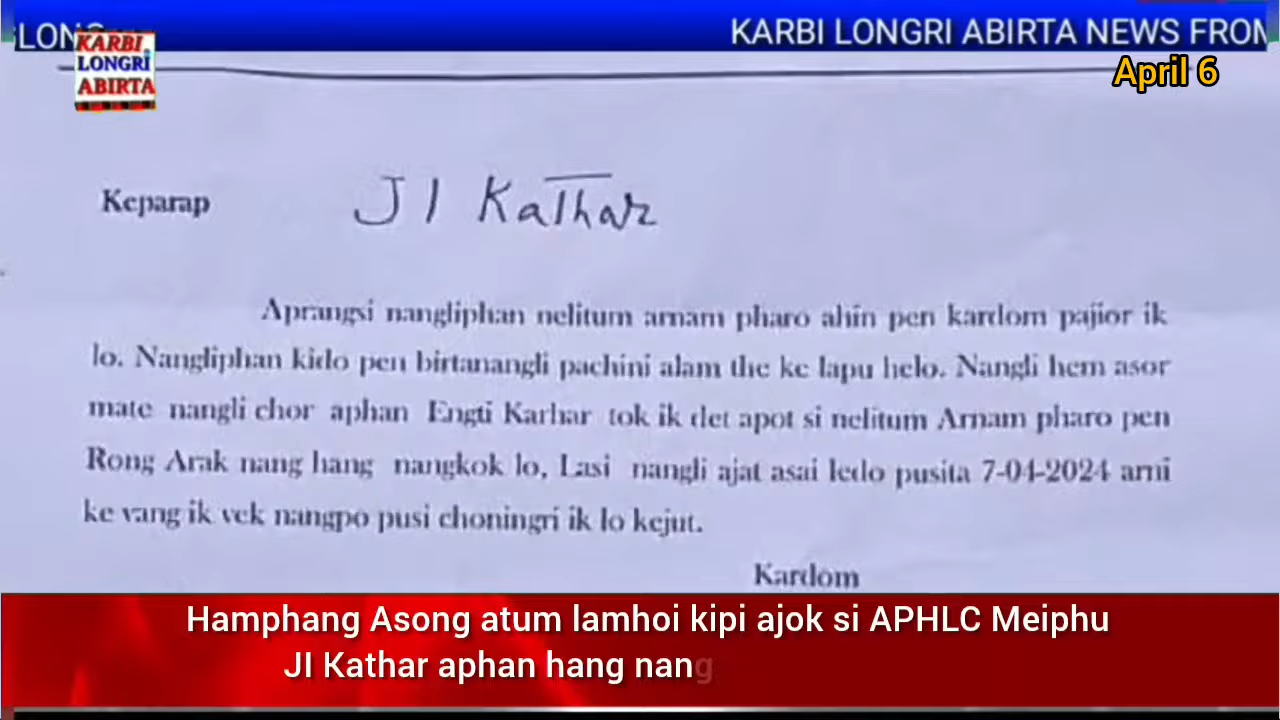 LONG
KARBI LONGRI ABIRTA NEWS FROM
KARBI
LONGRI
ABIRTA
April 6
Keparap J I Kathar
Aprangsi nangliphan nelitum arnam pharo ahin pen kardom pajior ik
lo. Nangliphan kido pen birtanangli pachini alam the ke lapu helo. Nangli hem asor
mate nangli chor aphan Engti Karhar tok ik det apot si nelitum Arnam pharo pen
Rong Arak nang hang nangkok lo, Lasi nangli ajat asai ledo pusita 7-04-2024 arni
ke vang ik vek nangpo pusi choningri ik lo kejut.
Kardom
Hamphang Asong atum lamhoi kipi ajok si APHLC Meiphu
JI Kathar aphan hang nang